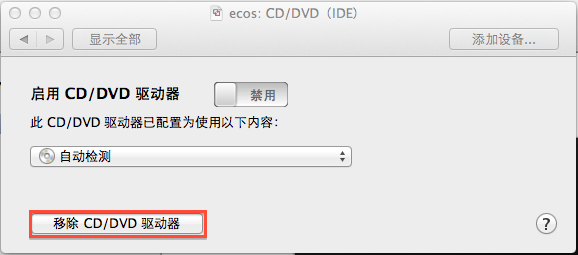 ecos: CD/DVD（IDE）
显示全部
添加设备...
启用 CD/DVD 驱动器
禁用
此 CD/DVD 驱动器已配置为使用以下内容：
自动检测
移除 CD/DVD 驱动器
?